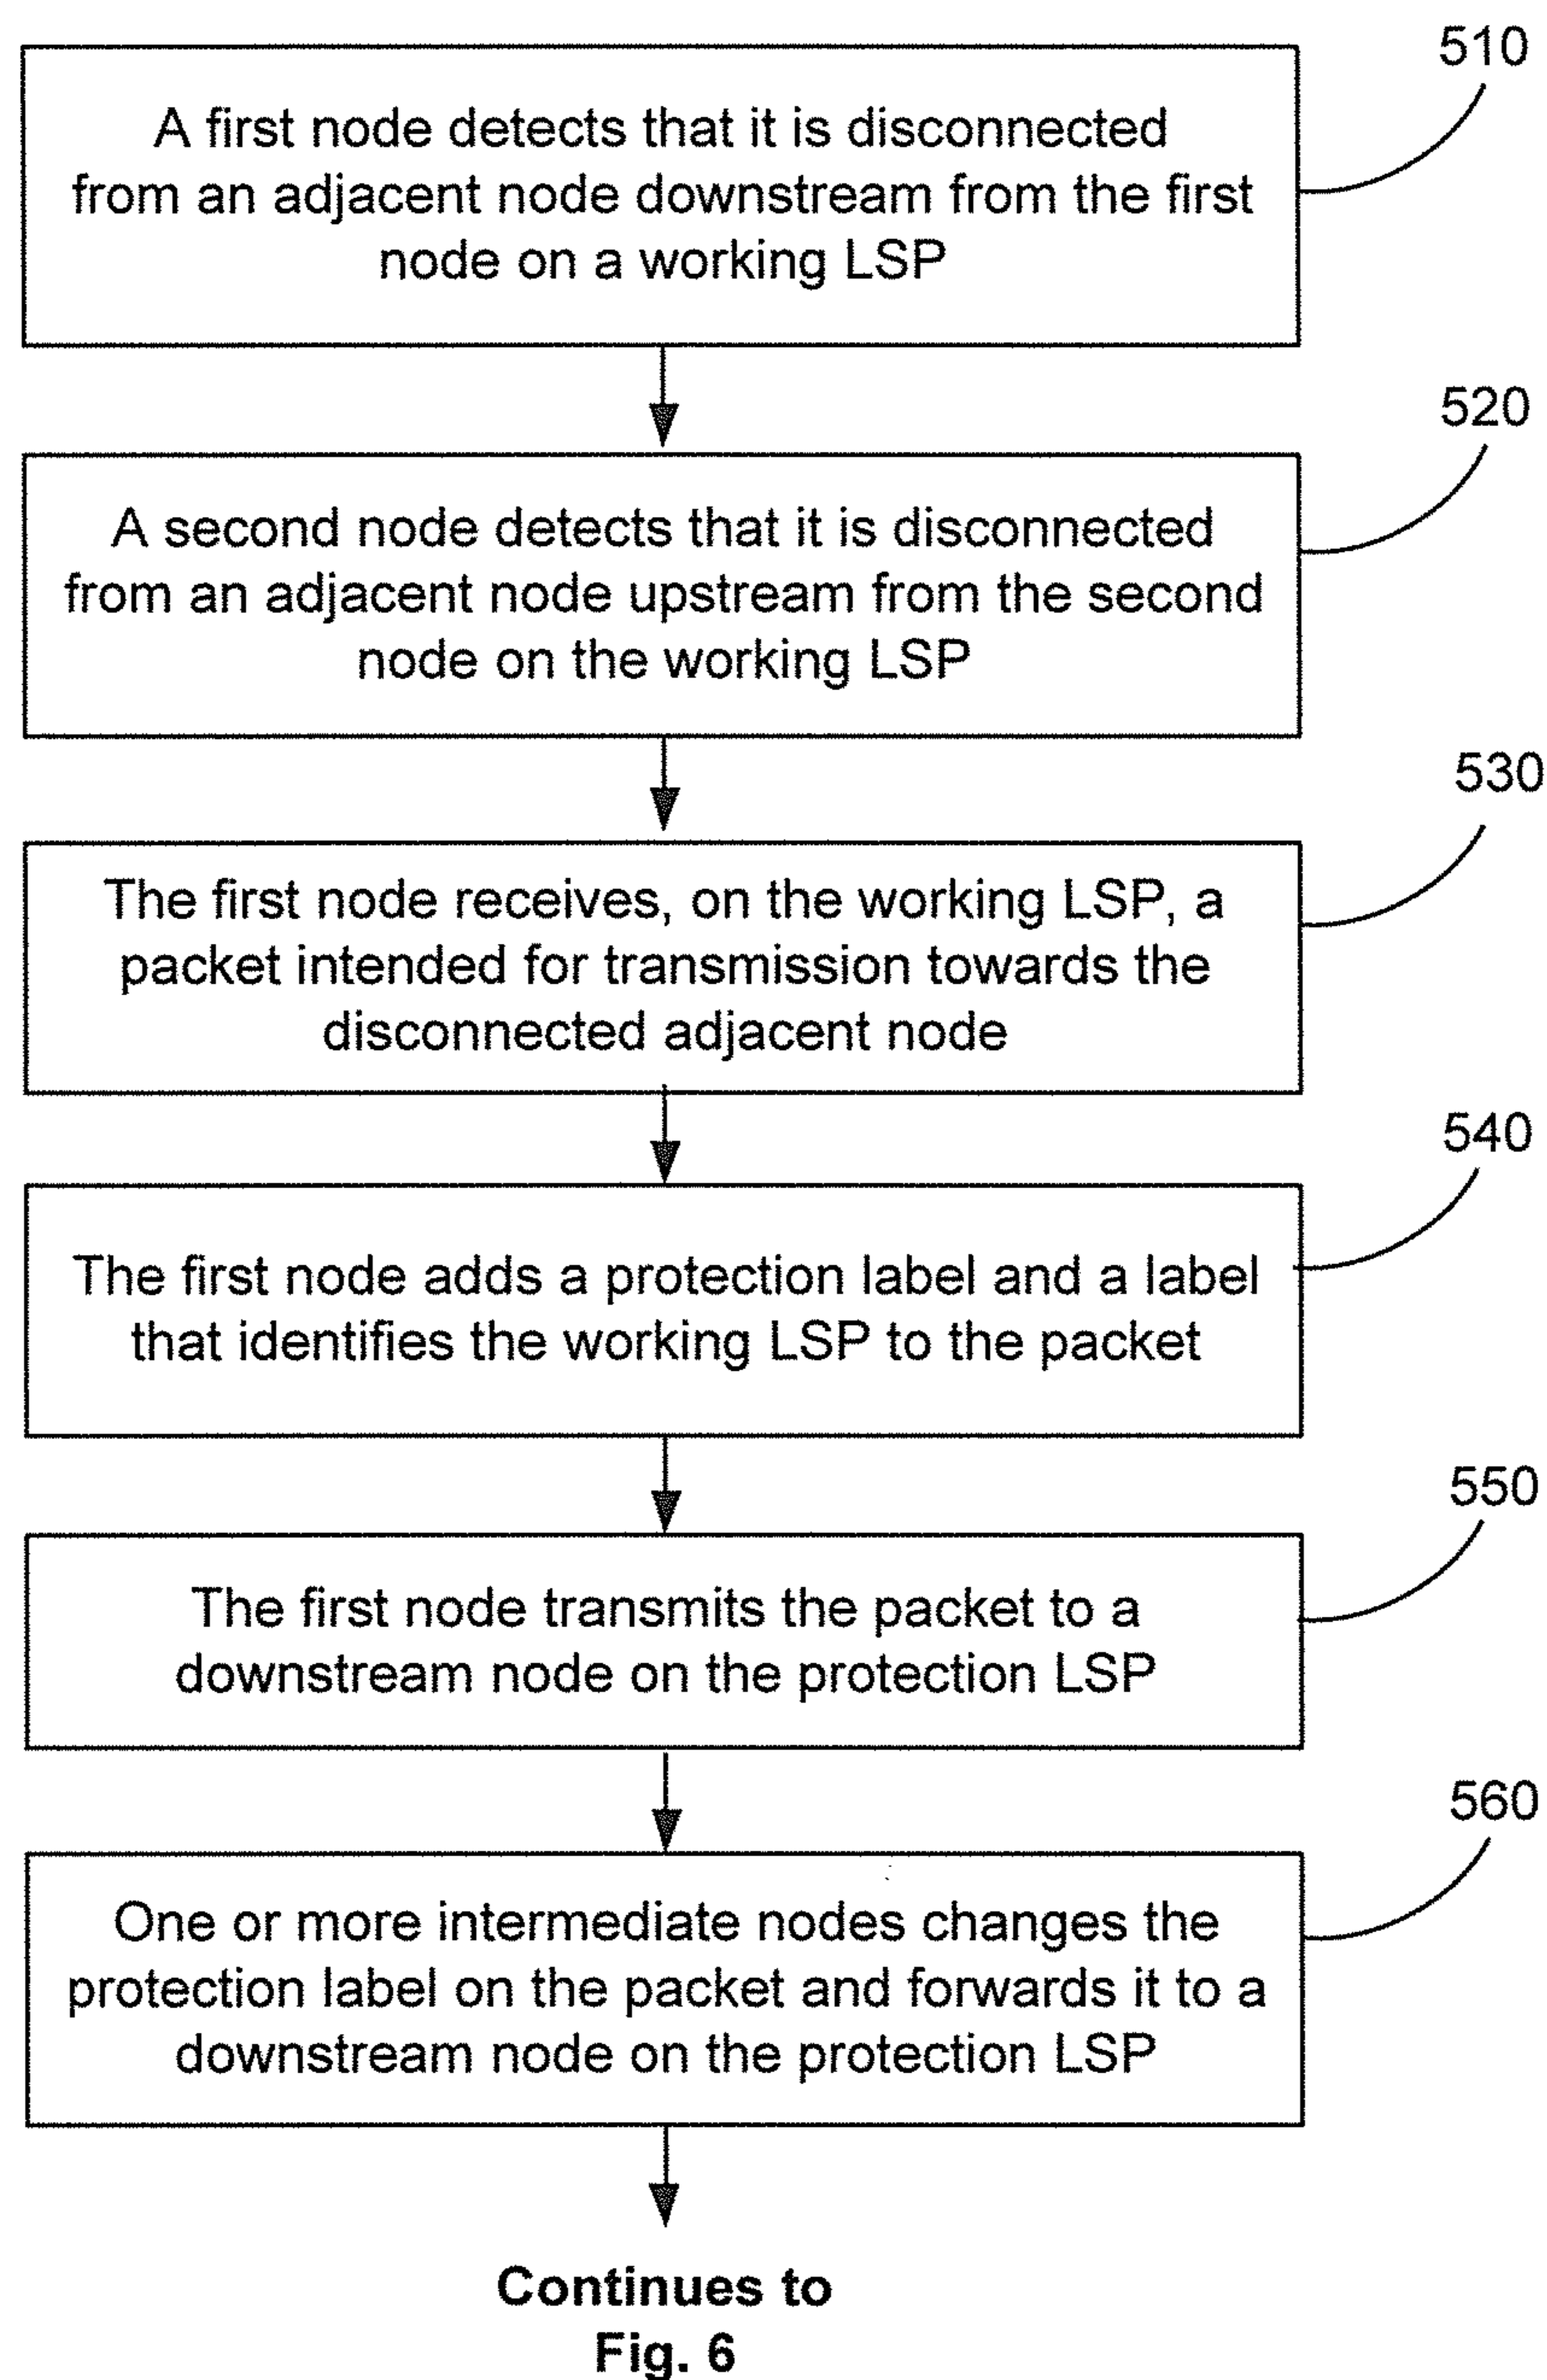 510
A first node detects that it is disconnected
from an adjacent node downstream from the first
node on a working LSP
520
A second node detects that it is disconnected
from an adjacent node upstream from the second
node on the working LSP
530
The first node receives, on the working LSP, a
packet intended for transmission towards the
disconnected adjacent node
540
The first node adds a protection label and a label
that identifies the working LSP to the packet
550
The first node transmits the packet to a
downstream node on the protection LSP
560
One or more intermediate nodes changes the
protection label on the packet and forwards it to a
downstream node on the protection LSP
Continues to
Fig. 6